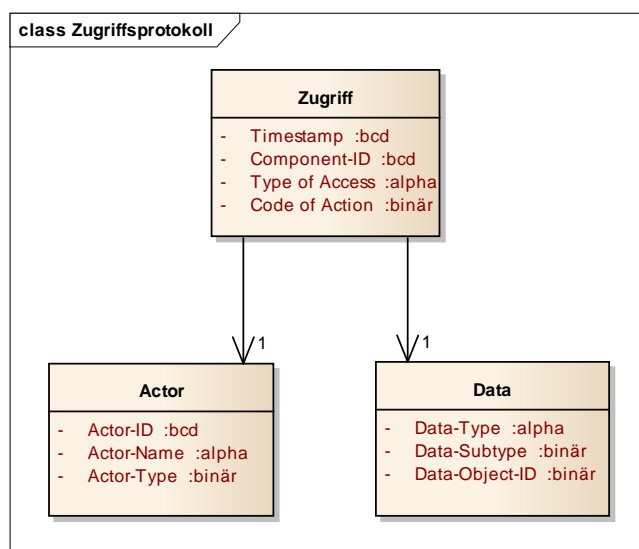 class Zugriffsprotokoll
Zugriff
- Timestamp :bcd
- Component-ID :bcd
- Type of Access :alpha
- Code of Action :binär
1
1
Actor
- Actor-ID :bcd
- Actor-Name :alpha
- Actor-Type :binär
Data
- Data-Type :alpha
- Data-Subtype :binär
- Data-Object-ID :binär